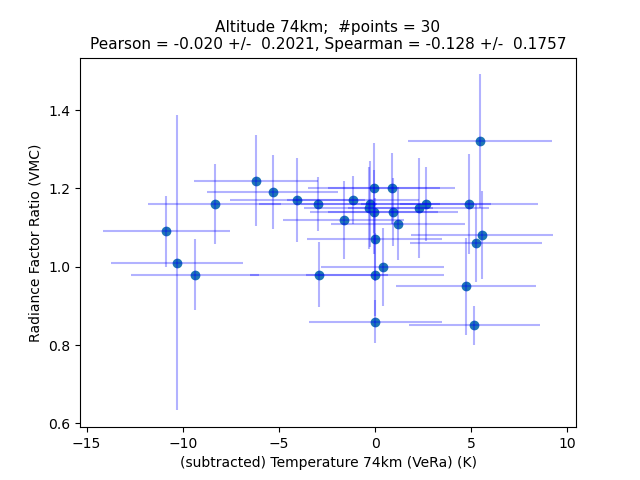 Altitude 74km;  #points = 30
Pearson = -0.020 +/-  0.2021, Spearman = -0.128 +/-  0.1757
Radiance Factor Ratio (VMC)
1.4
1.2
1.0
0.8
0.6
−15
−10
−5
0
5
10
(subtracted) Temperature 74km (VeRa) (K)